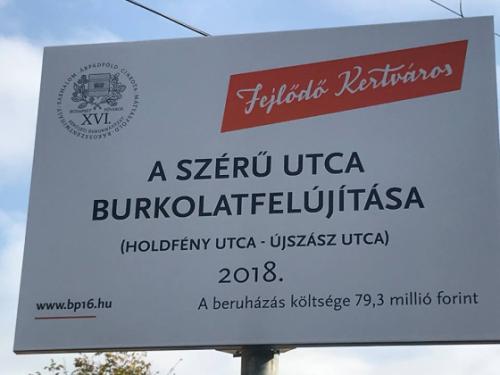 Fejlődő Kertváros
XVI.
A SZÉRŰ UTCA
BURKOLATFELÚJÍTÁSA
(HOLDFÉNY UTCA - ÚJSZÁSZ UTCA)
2018.
www.bp16.hu
A beruházás költsége 79,3 millió forint